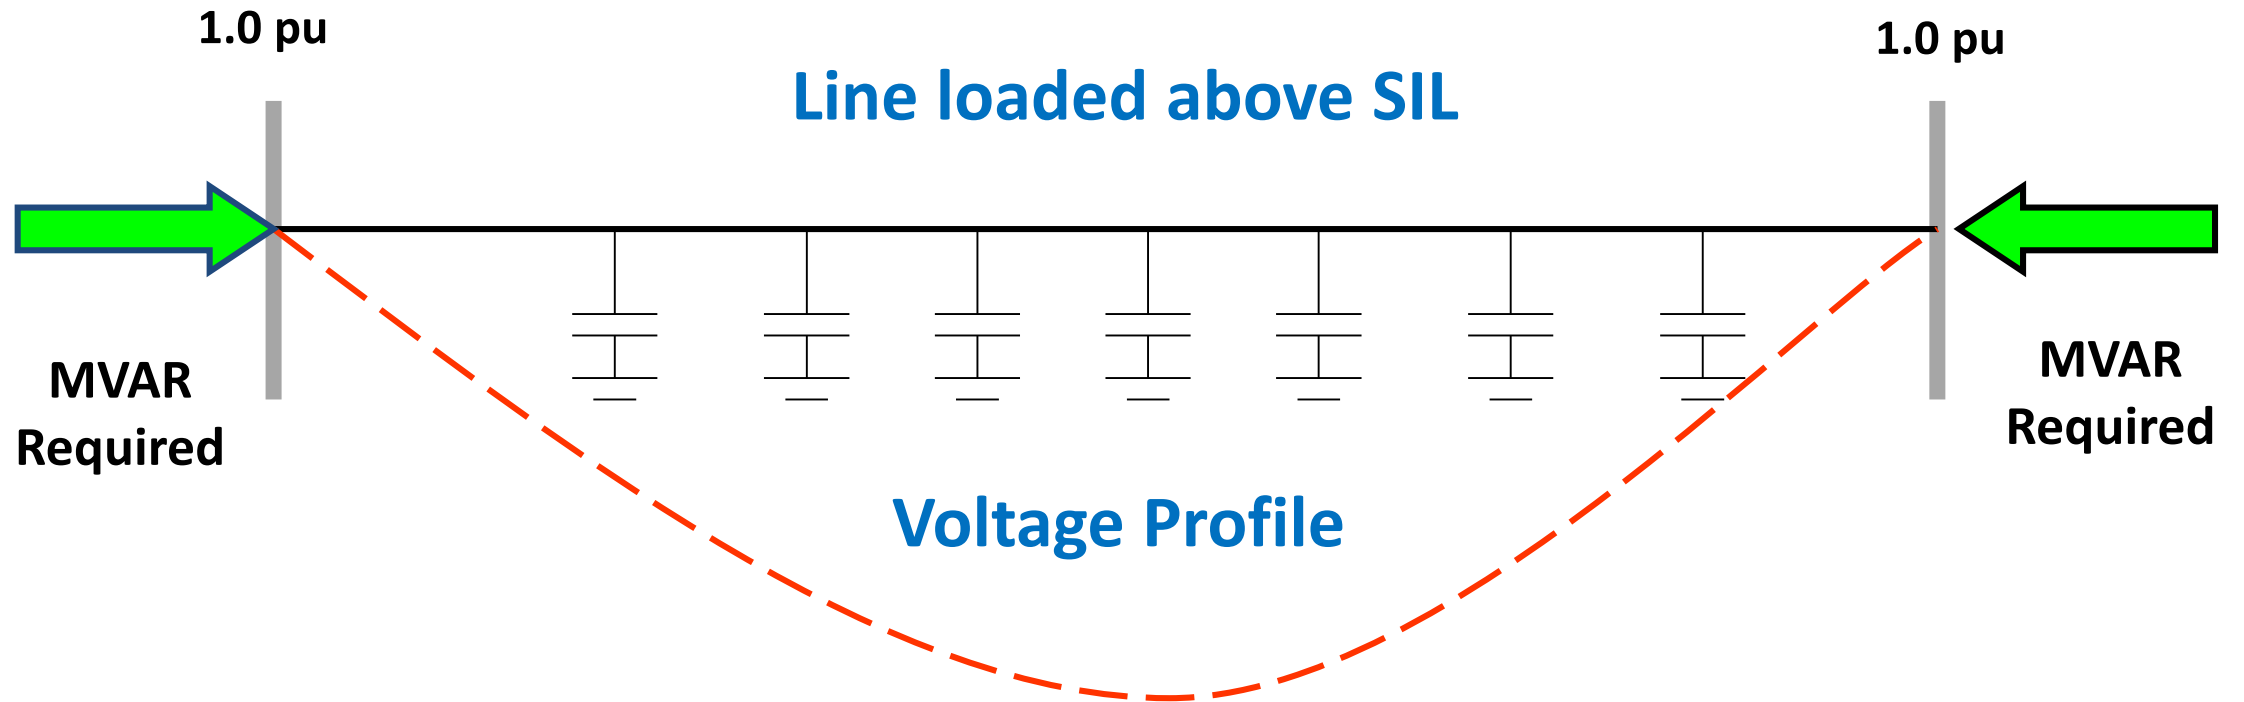 1.0 pu
1.0 pu
Line loaded above SIL
MVAR
Required
MVAR
Required
Voltage Profile